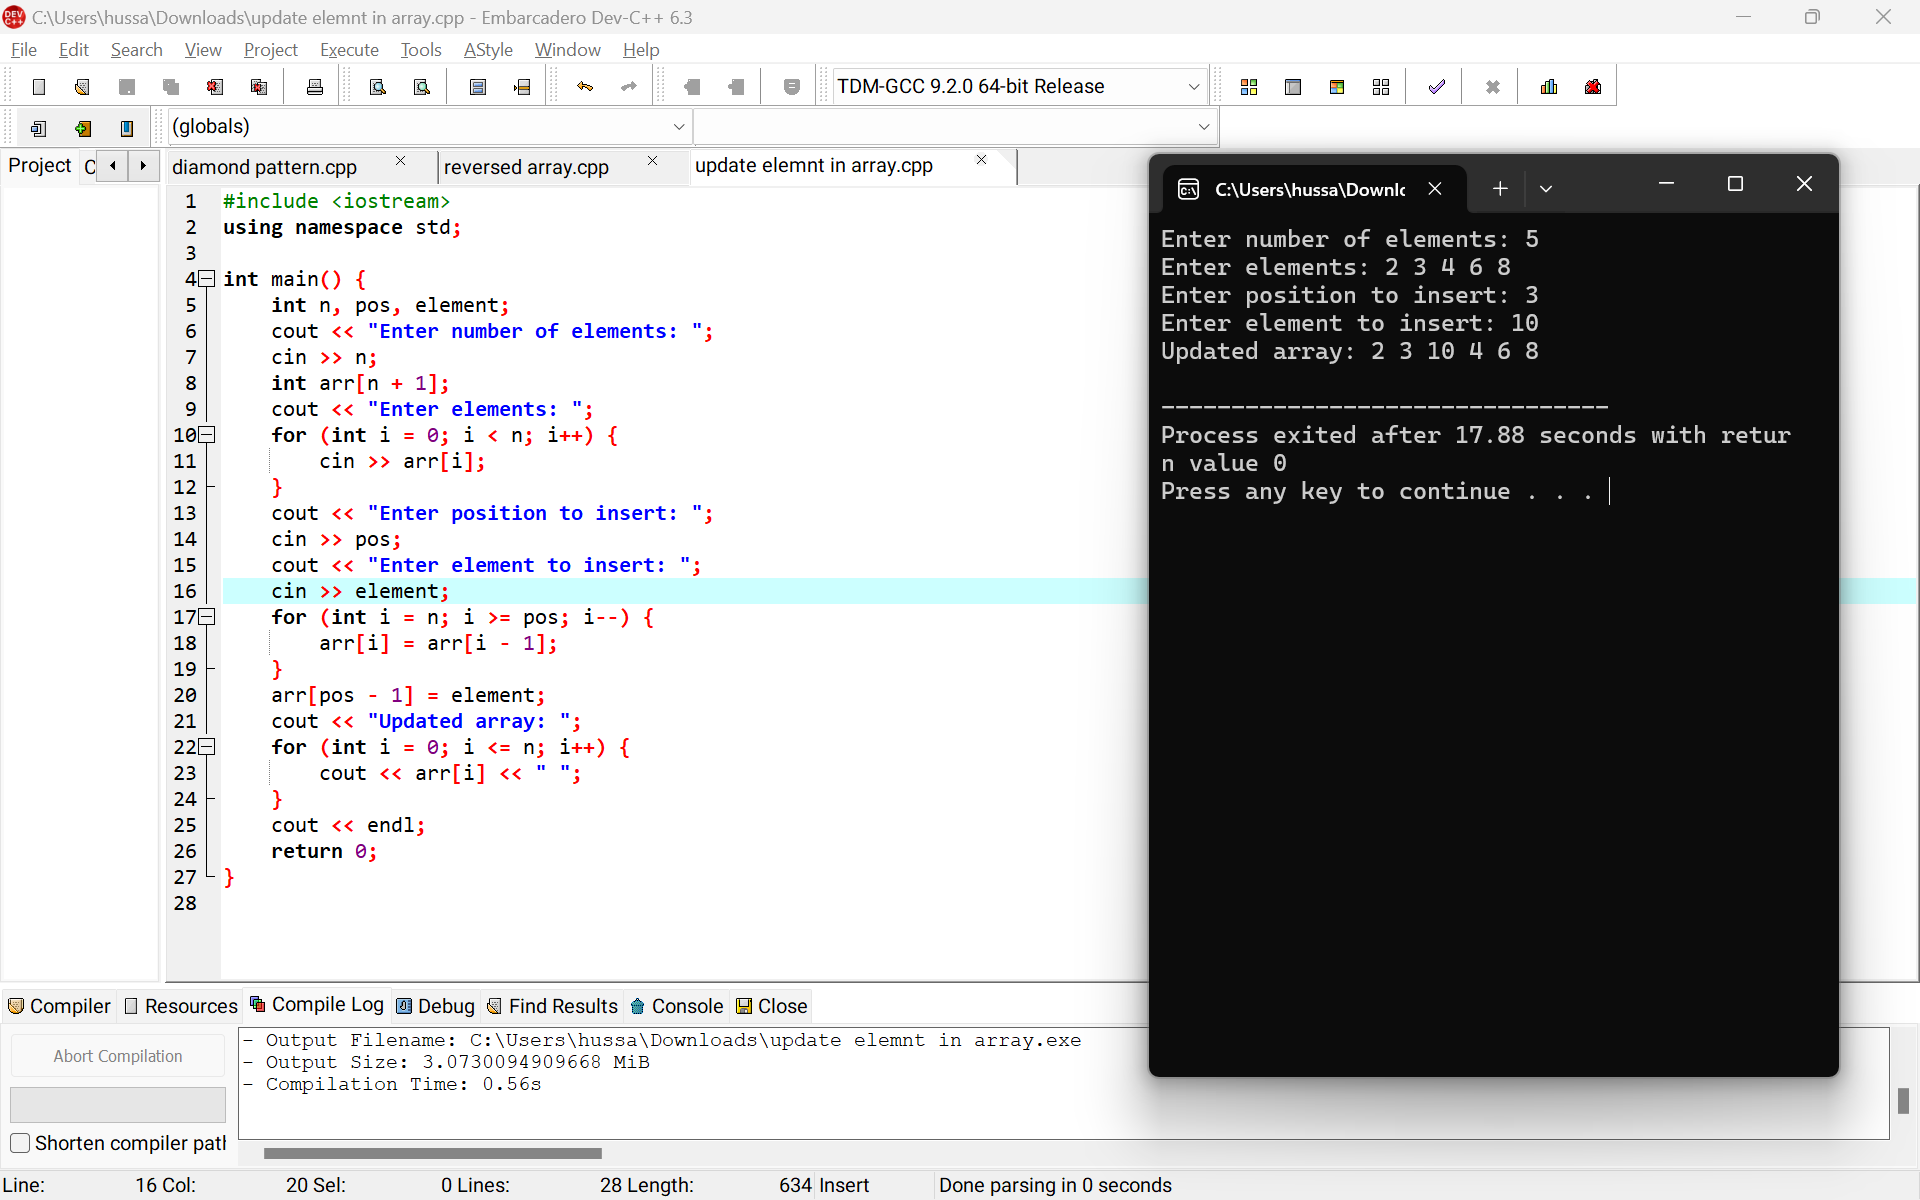 C:\Users\hussa\Downloads\update elemnt in array.cpp - Embarcadero Dev-C++ 6.3
File Edit Search View Project Execute Tools AStyle Window Help
TDM-GCC 9.2.0 64-bit Release
(globals)
Project C diamond pattern.cpp reversed array.cpp update elemnt in array.cpp
1 #include <iostream>
2 using namespace std;
3
4 int main() {
5 int n, pos, element;
6 cout << "Enter number of elements: ";
7 cin >> n;
8 int arr[n + 1];
9 cout << "Enter elements: ";
10 for (int i = 0; i < n; i++) {
11 cin >> arr[i];
12 }
13 cout << "Enter position to insert: ";
14 cin >> pos;
15 cout << "Enter element to insert: ";
16 cin >> element;
17 for (int i = n; i >= pos; i--) {
18 arr[i] = arr[i - 1];
19 }
20 arr[pos - 1] = element;
21 cout << "Updated array: ";
22 for (int i = 0; i <= n; i++) {
23 cout << arr[i] << " ";
24 }
25 cout << endl;
26 return 0;
27 }
28
C:\Users\hussa\Downlo
Enter number of elements: 5
Enter elements: 2 3 4 6 8
Enter position to insert: 3
Enter element to insert: 10
Updated array: 2 3 10 4 6 8
--------------------------------
Process exited after 17.88 seconds with retur
n value 0
Press any key to continue . . .
Compiler Resources Compile Log Debug Find Results Console Close
Abort Compilation
Shorten compiler path
- Output Filename: C:\Users\hussa\Downloads\update elemnt in array.exe
- Output Size: 3.0730094909668 MiB
- Compilation Time: 0.56s
Line: 16 Col: 20 Sel: 0 Lines: 28 Length: 634 Insert Done parsing in 0 seconds